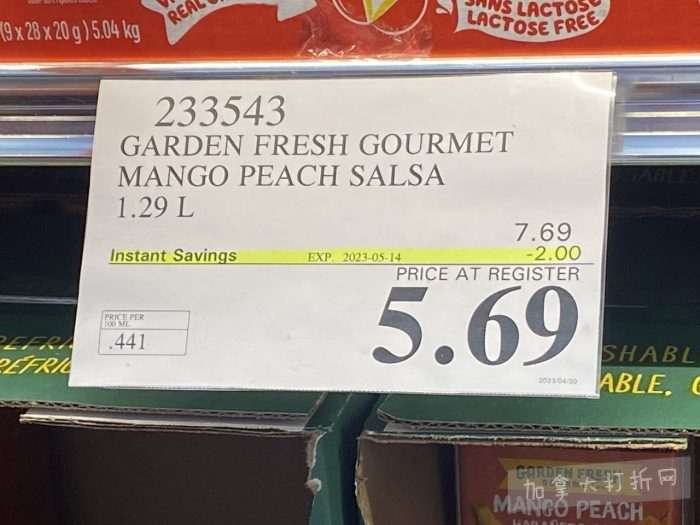 REAL
SANS LACTOSE
LACTOSE FREE
(9 x 28 x 20 g) 5.04 kg
233543
GARDEN FRESH GOURMET
MANGO PEACH SALSA
1.29 L
7.69
Instant Savings EXP. 2023-05-14 -2.00
PRICE AT REGISTER
5.69
PRICE PER
100 ML
.441
2023/04/20
SHABL
ABLE.
GARDEN FRESH
MANGO PEACH
加拿大打折网